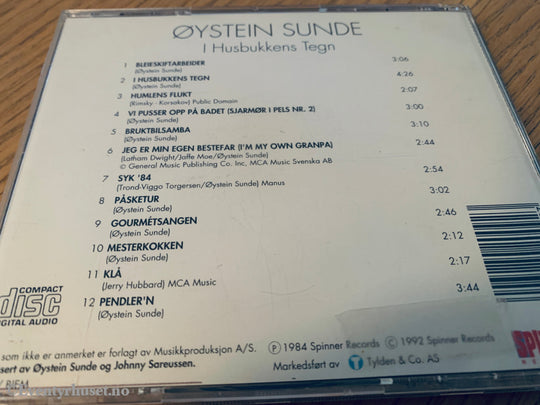 ØYSTEIN SUNDE
I Husbukkens Tegn
1 BLEIESKIFTARBEIDER 3:06
(Øystein Sunde)
2 I HUSBUKKENS TEGN 4:26
(Øystein Sunde)
3 HUMLENS FLUKT 2:07
(Rimsky - Korsakov) Public Domain
4 VI PUSSER OPP PÅ BADET (SJARMØR I PELS NR. 2) 3:00
(Øystein Sunde)
5 BRUKTBILSAMBA 3:10
(Øystein Sunde)
6 JEG ER MIN EGEN BESTEFAR (I'M MY OWN GRANPA) 2:44
(Latham Dwight/Jaffe Moe/Øystein Sunde)
© General Music Publishing Co. Inc, MCA Music Svenska AB
7 SYK '84 2:54
(Trond-Viggo Torgersen/Øystein Sunde) Manus
8 PÅSKETUR 3:02
(Øystein Sunde)
9 GOURMÉTSANGEN 2:46
(Øystein Sunde)
10 MESTERKOKKEN 2:12
(Øystein Sunde)
11 KLÅ 2:17
(Jerry Hubbard) MCA Music
12 PENDLER'N 3:44
(Øystein Sunde)
COMPACT
disc
DIGITAL AUDIO
som ikke er anmerket er forlagt av Musikkproduksjon A/S.
sert av Øystein Sunde og Johnny Sareussen.
BIEM
℗ 1984 Spinner Records © 1992 Spinner Records
Markedsført av Tylden & Co. AS